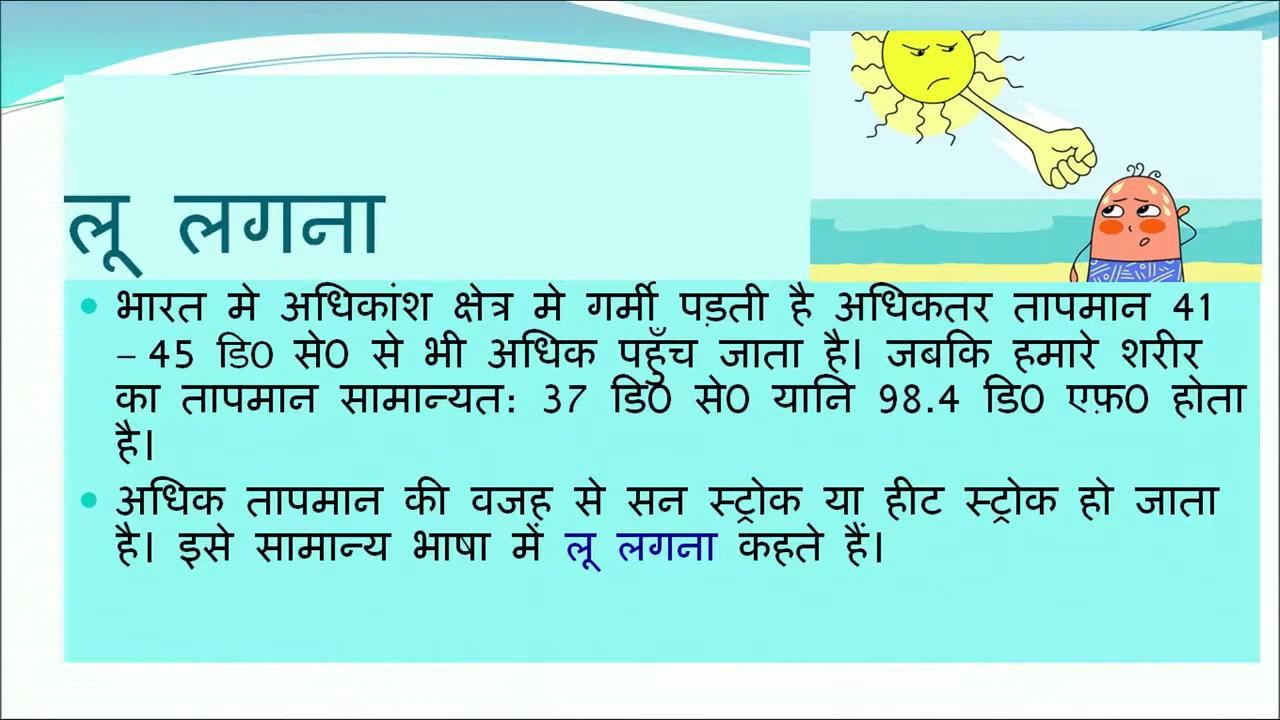 लू लगना
भारत मे अधिकांश क्षेत्र मे गर्मी पड़ती है अधिकतर तापमान 41
– 45 डि0 से0 से भी अधिक पहुँच जाता है। जबकि हमारे शरीर
का तापमान सामान्यत: 37 डि0 से0 यानि 98.4 डि0 एफ़0 होता
है।
अधिक तापमान की वजह से सन स्ट्रोक या हीट स्ट्रोक हो जाता
है। इसे सामान्य भाषा में लू लगना कहते हैं।